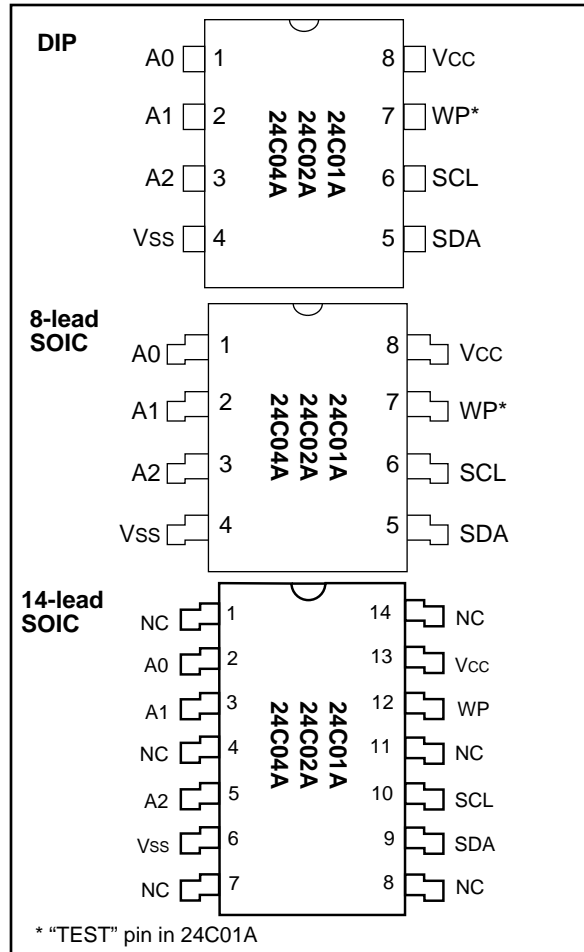 DIP
A0 1 8 VCC
A1 2 7 WP*
A2 3 6 SCL
VSS 4 5 SDA
24C01A
24C02A
24C04A
8-lead
SOIC
A0 1 8 VCC
A1 2 7 WP*
A2 3 6 SCL
VSS 4 5 SDA
24C01A
24C02A
24C04A
14-lead
SOIC
NC 1 14 NC
A0 2 13 VCC
A1 3 12 WP
NC 4 11 NC
A2 5 10 SCL
VSS 6 9 SDA
NC 7 8 NC
24C01A
24C02A
24C04A
* “TEST” pin in 24C01A